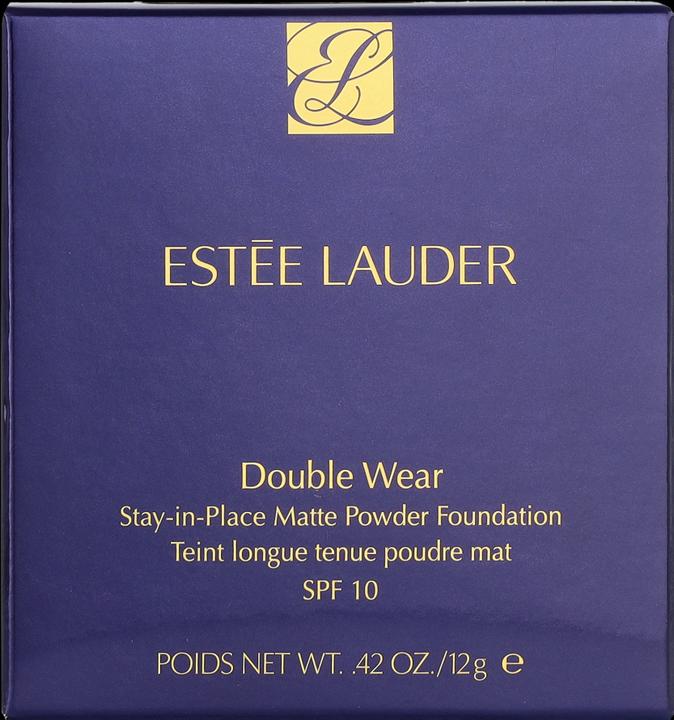 EL
ESTĒE LAUDER
Double Wear
Stay-in-Place Matte Powder Foundation
Teint longue tenue poudre mat
SPF 10
POIDS NET WT. .42 OZ./12g ℮